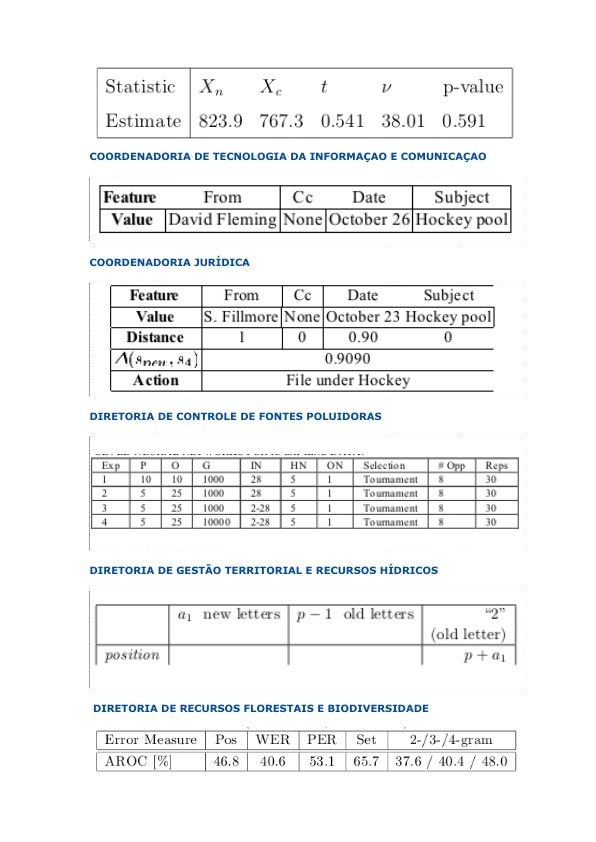 Statistic X_n X_c t ν p-value
Estimate 823.9 767.3 0.541 38.01 0.591
COORDENADORIA DE TECNOLOGIA DA INFORMAÇAO E COMUNICAÇAO
Feature From Cc Date Subject
Value David Fleming None October 26 Hockey pool
COORDENADORIA JURÍDICA
Feature From Cc Date Subject
Value S. Fillmore None October 23 Hockey pool
Distance 1 0 0.90 0
Λ(s_new, s_4) 0.9090
Action File under Hockey
DIRETORIA DE CONTROLE DE FONTES POLUIDORAS
Exp P O G IN HN ON Selection # Opp Reps
1 10 10 1000 28 5 1 Tournament 8 30
2 5 25 1000 28 5 1 Tournament 8 30
3 5 25 1000 2-28 5 1 Tournament 8 30
4 5 25 10000 2-28 5 1 Tournament 8 30
DIRETORIA DE GESTÃO TERRITORIAL E RECURSOS HÍDRICOS
a_1 new letters p − 1 old letters “2”
(old letter)
position p + a_1
DIRETORIA DE RECURSOS FLORESTAIS E BIODIVERSIDADE
Error Measure Pos WER PER Set 2-/3-/4-gram
AROC [%] 46.8 40.6 53.1 65.7 37.6 / 40.4 / 48.0